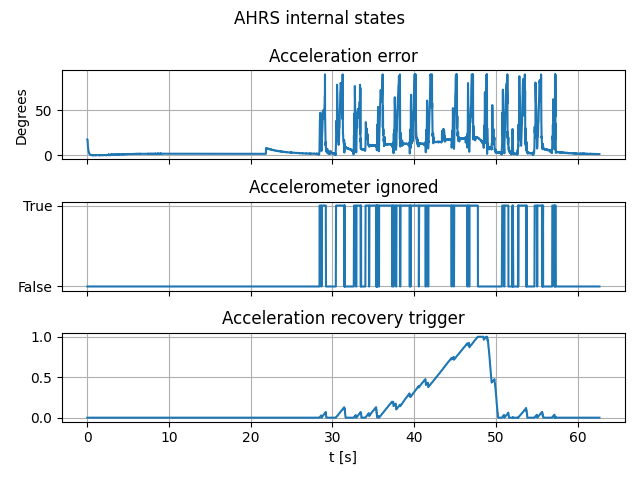 AHRS internal states
Acceleration error
Degrees
50
0
Accelerometer ignored
True
False
Acceleration recovery trigger
1.0
0.5
0.0
0 10 20 30 40 50 60
t [s]